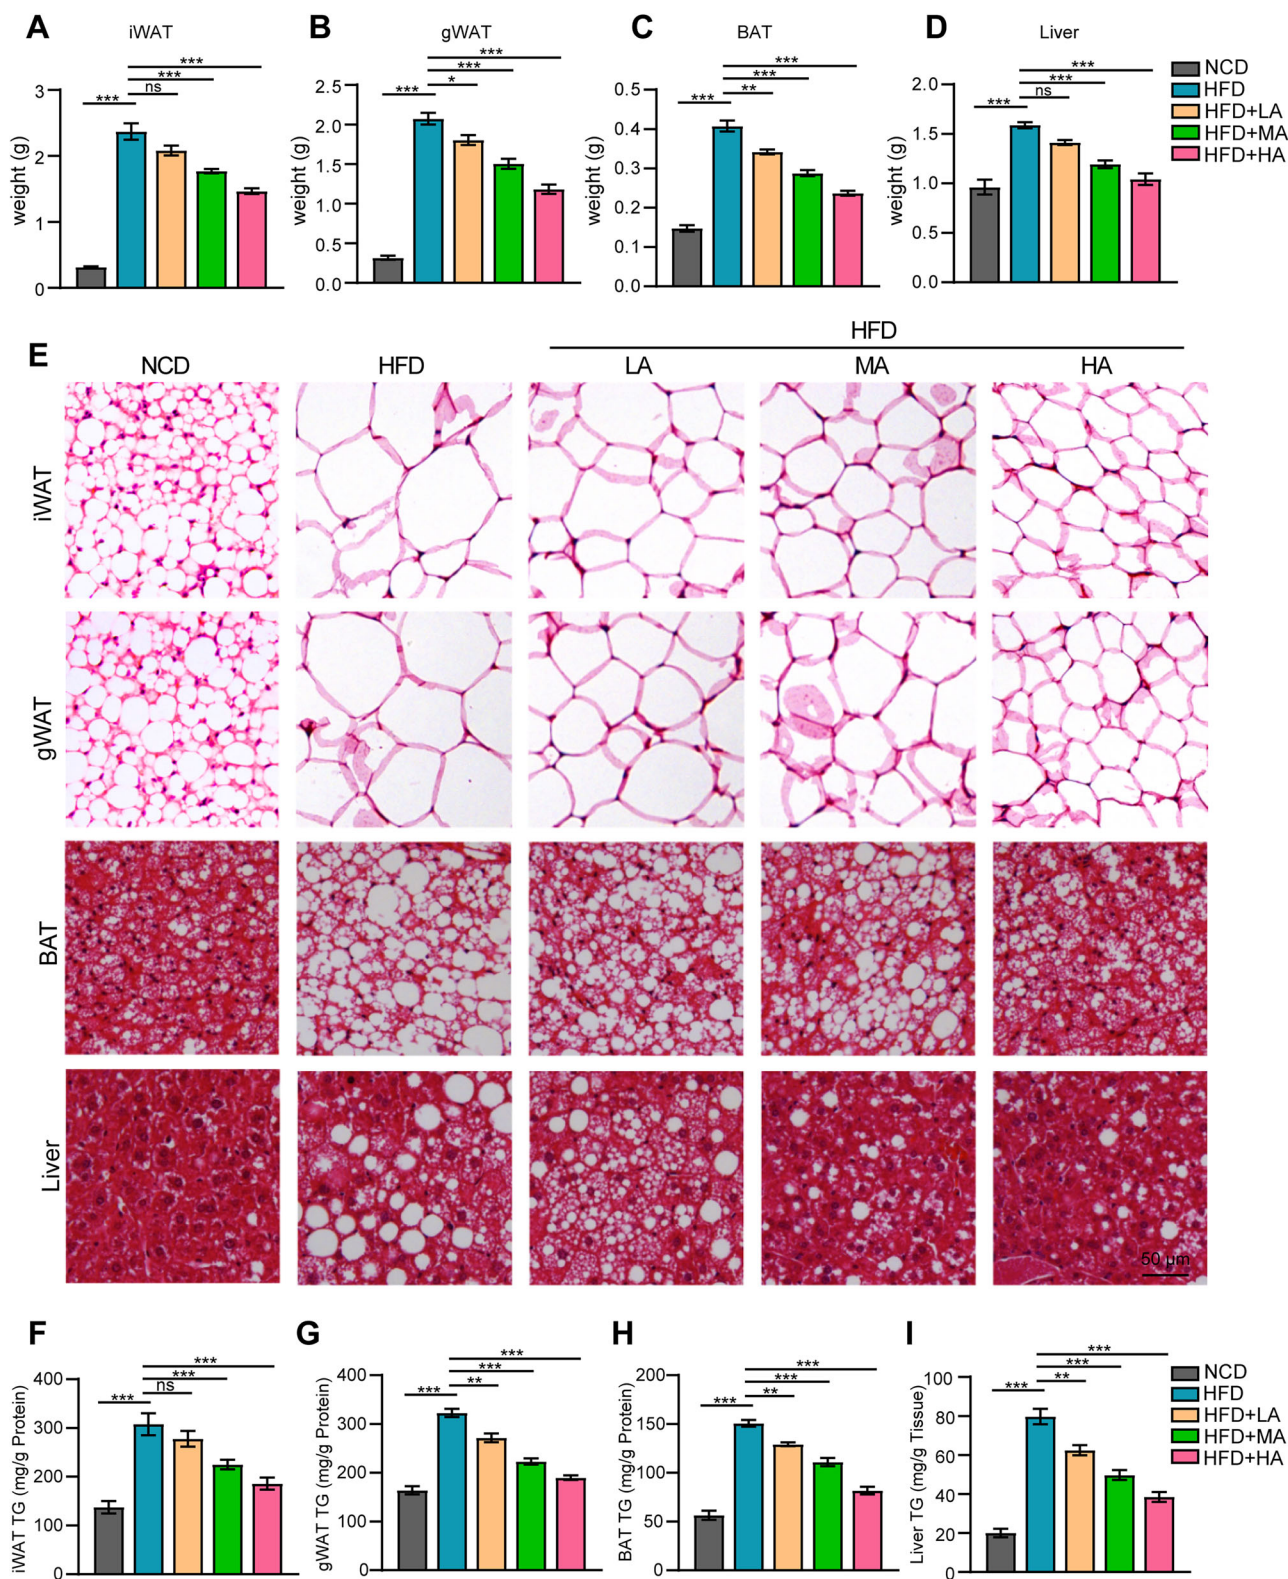 A iWAT
weight (g)
3
2
1
0
*** ns *** ***
B gWAT
weight (g)
2.5
2.0
1.5
1.0
0.5
0.0
*** * *** ***
C BAT
weight (g)
0.5
0.4
0.3
0.2
0.1
0.0
*** ** *** ***
D Liver
weight (g)
2.0
1.5
1.0
0.5
0.0
*** ns *** ***
NCD
HFD
HFD+LA
HFD+MA
HFD+HA
E
HFD
NCD HFD LA MA HA
iWAT
gWAT
BAT
Liver
50 μm
F
iWAT TG (mg/g Protein)
400
300
200
100
0
*** ns *** ***
G
gWAT TG (mg/g Protein)
400
300
200
100
0
*** ** *** ***
H
BAT TG (mg/g Protein)
200
150
100
50
0
*** ** *** ***
I
Liver TG (mg/g Tissue)
100
80
60
40
20
0
*** ** *** ***
NCD
HFD
HFD+LA
HFD+MA
HFD+HA